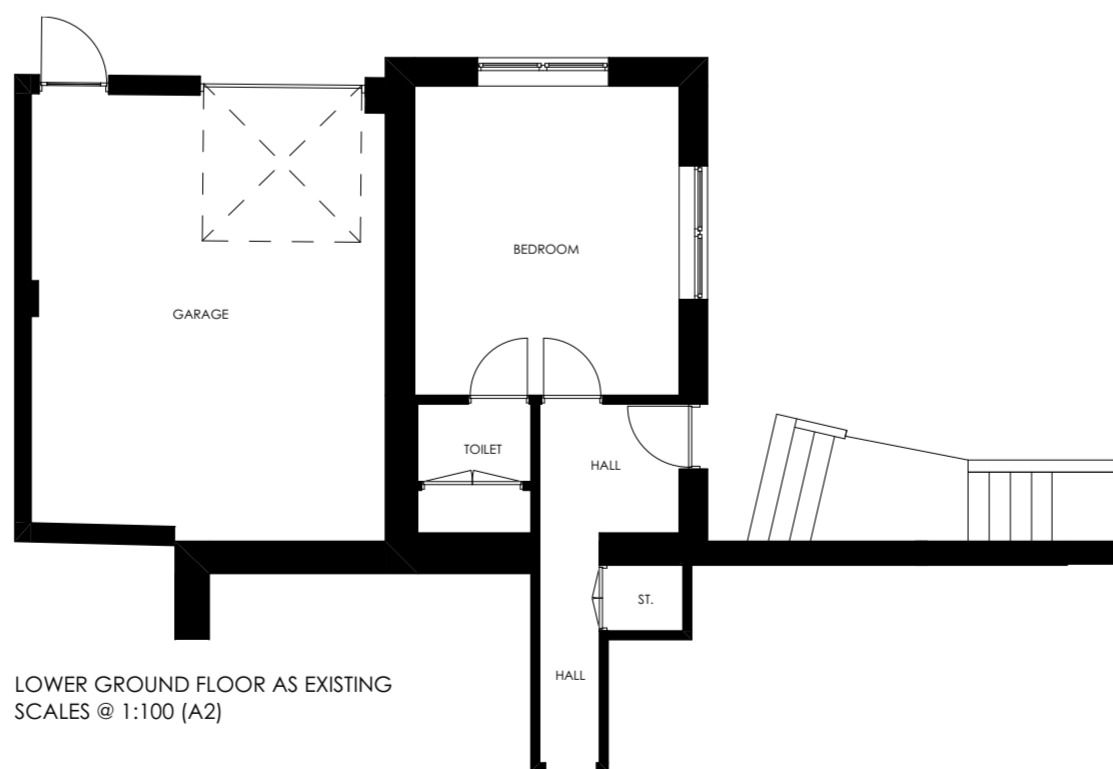 BEDROOM
GARAGE
TOILET
HALL
ST.
HALL
LOWER GROUND FLOOR AS EXISTING
SCALES @ 1:100 (A2)